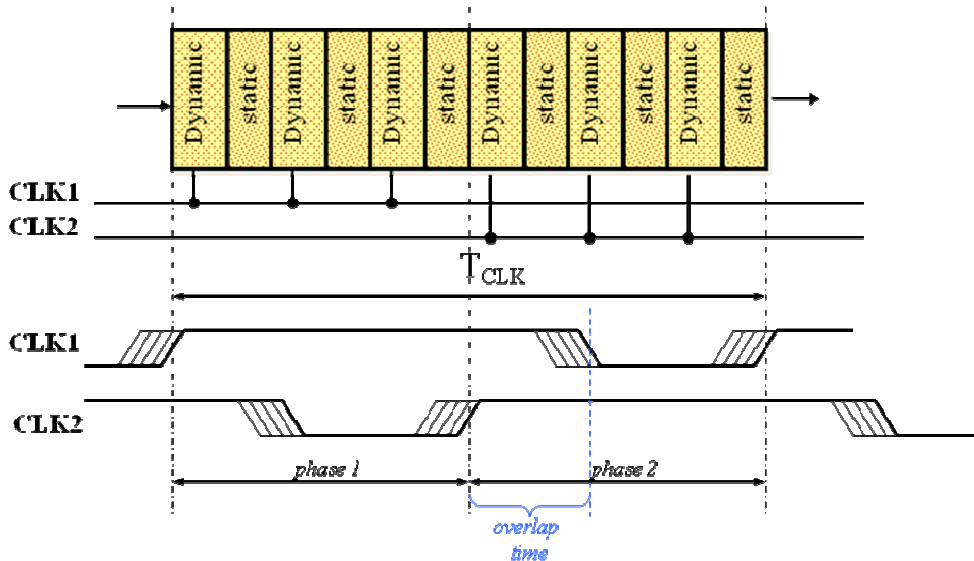 Dynamic static Dynamic static Dynamic static Dynamic static Dynamic static Dynamic static
CLK1
CLK2
TCLK
CLK1
CLK2
phase 1 phase 2
overlap
time